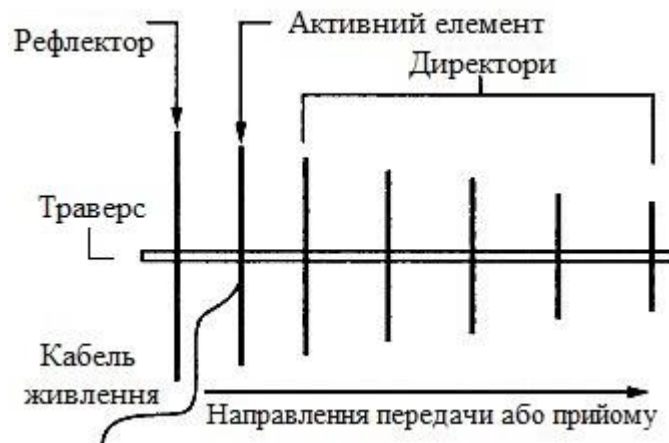 Рефлектор
Активний елемент
Директори
Траверс
Кабель
живлення
Направлення передачи або прийому